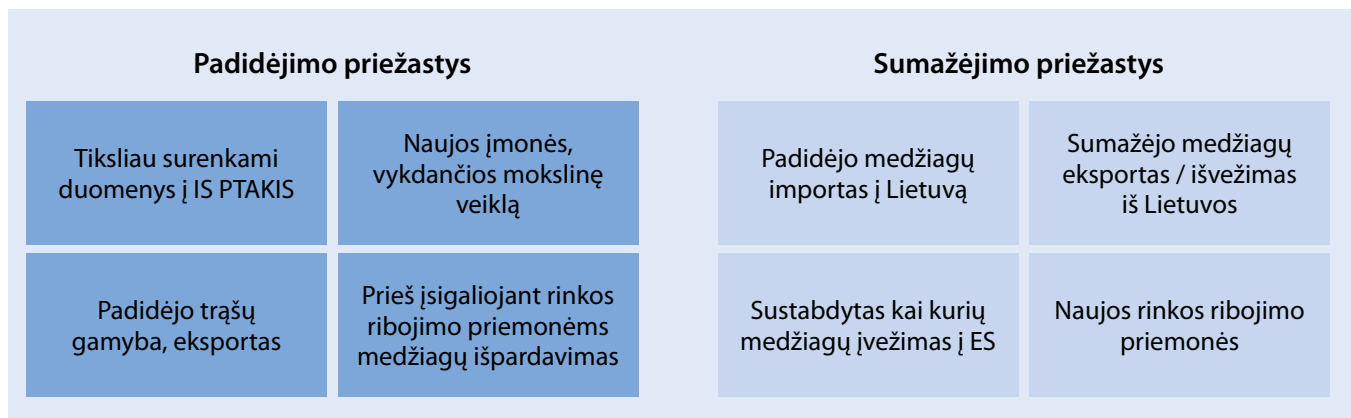 Padidėjimo priežastys
Tiksliau surenkami
duomenys į IS PTAKIS
Naujos įmonės,
vykdančios mokslinę
veiklą
Padidėjo trąšų
gamyba, eksportas
Prieš įsigaliojant rinkos
ribojimo priemonėms
medžiagų išpardavimas
Sumažėjimo priežastys
Padidėjo medžiagų
importas į Lietuvą
Sumažėjo medžiagų
eksportas / išvežimas
iš Lietuvos
Sustabdytas kai kurių
medžiagų įvežimas į ES
Naujos rinkos ribojimo
priemonės